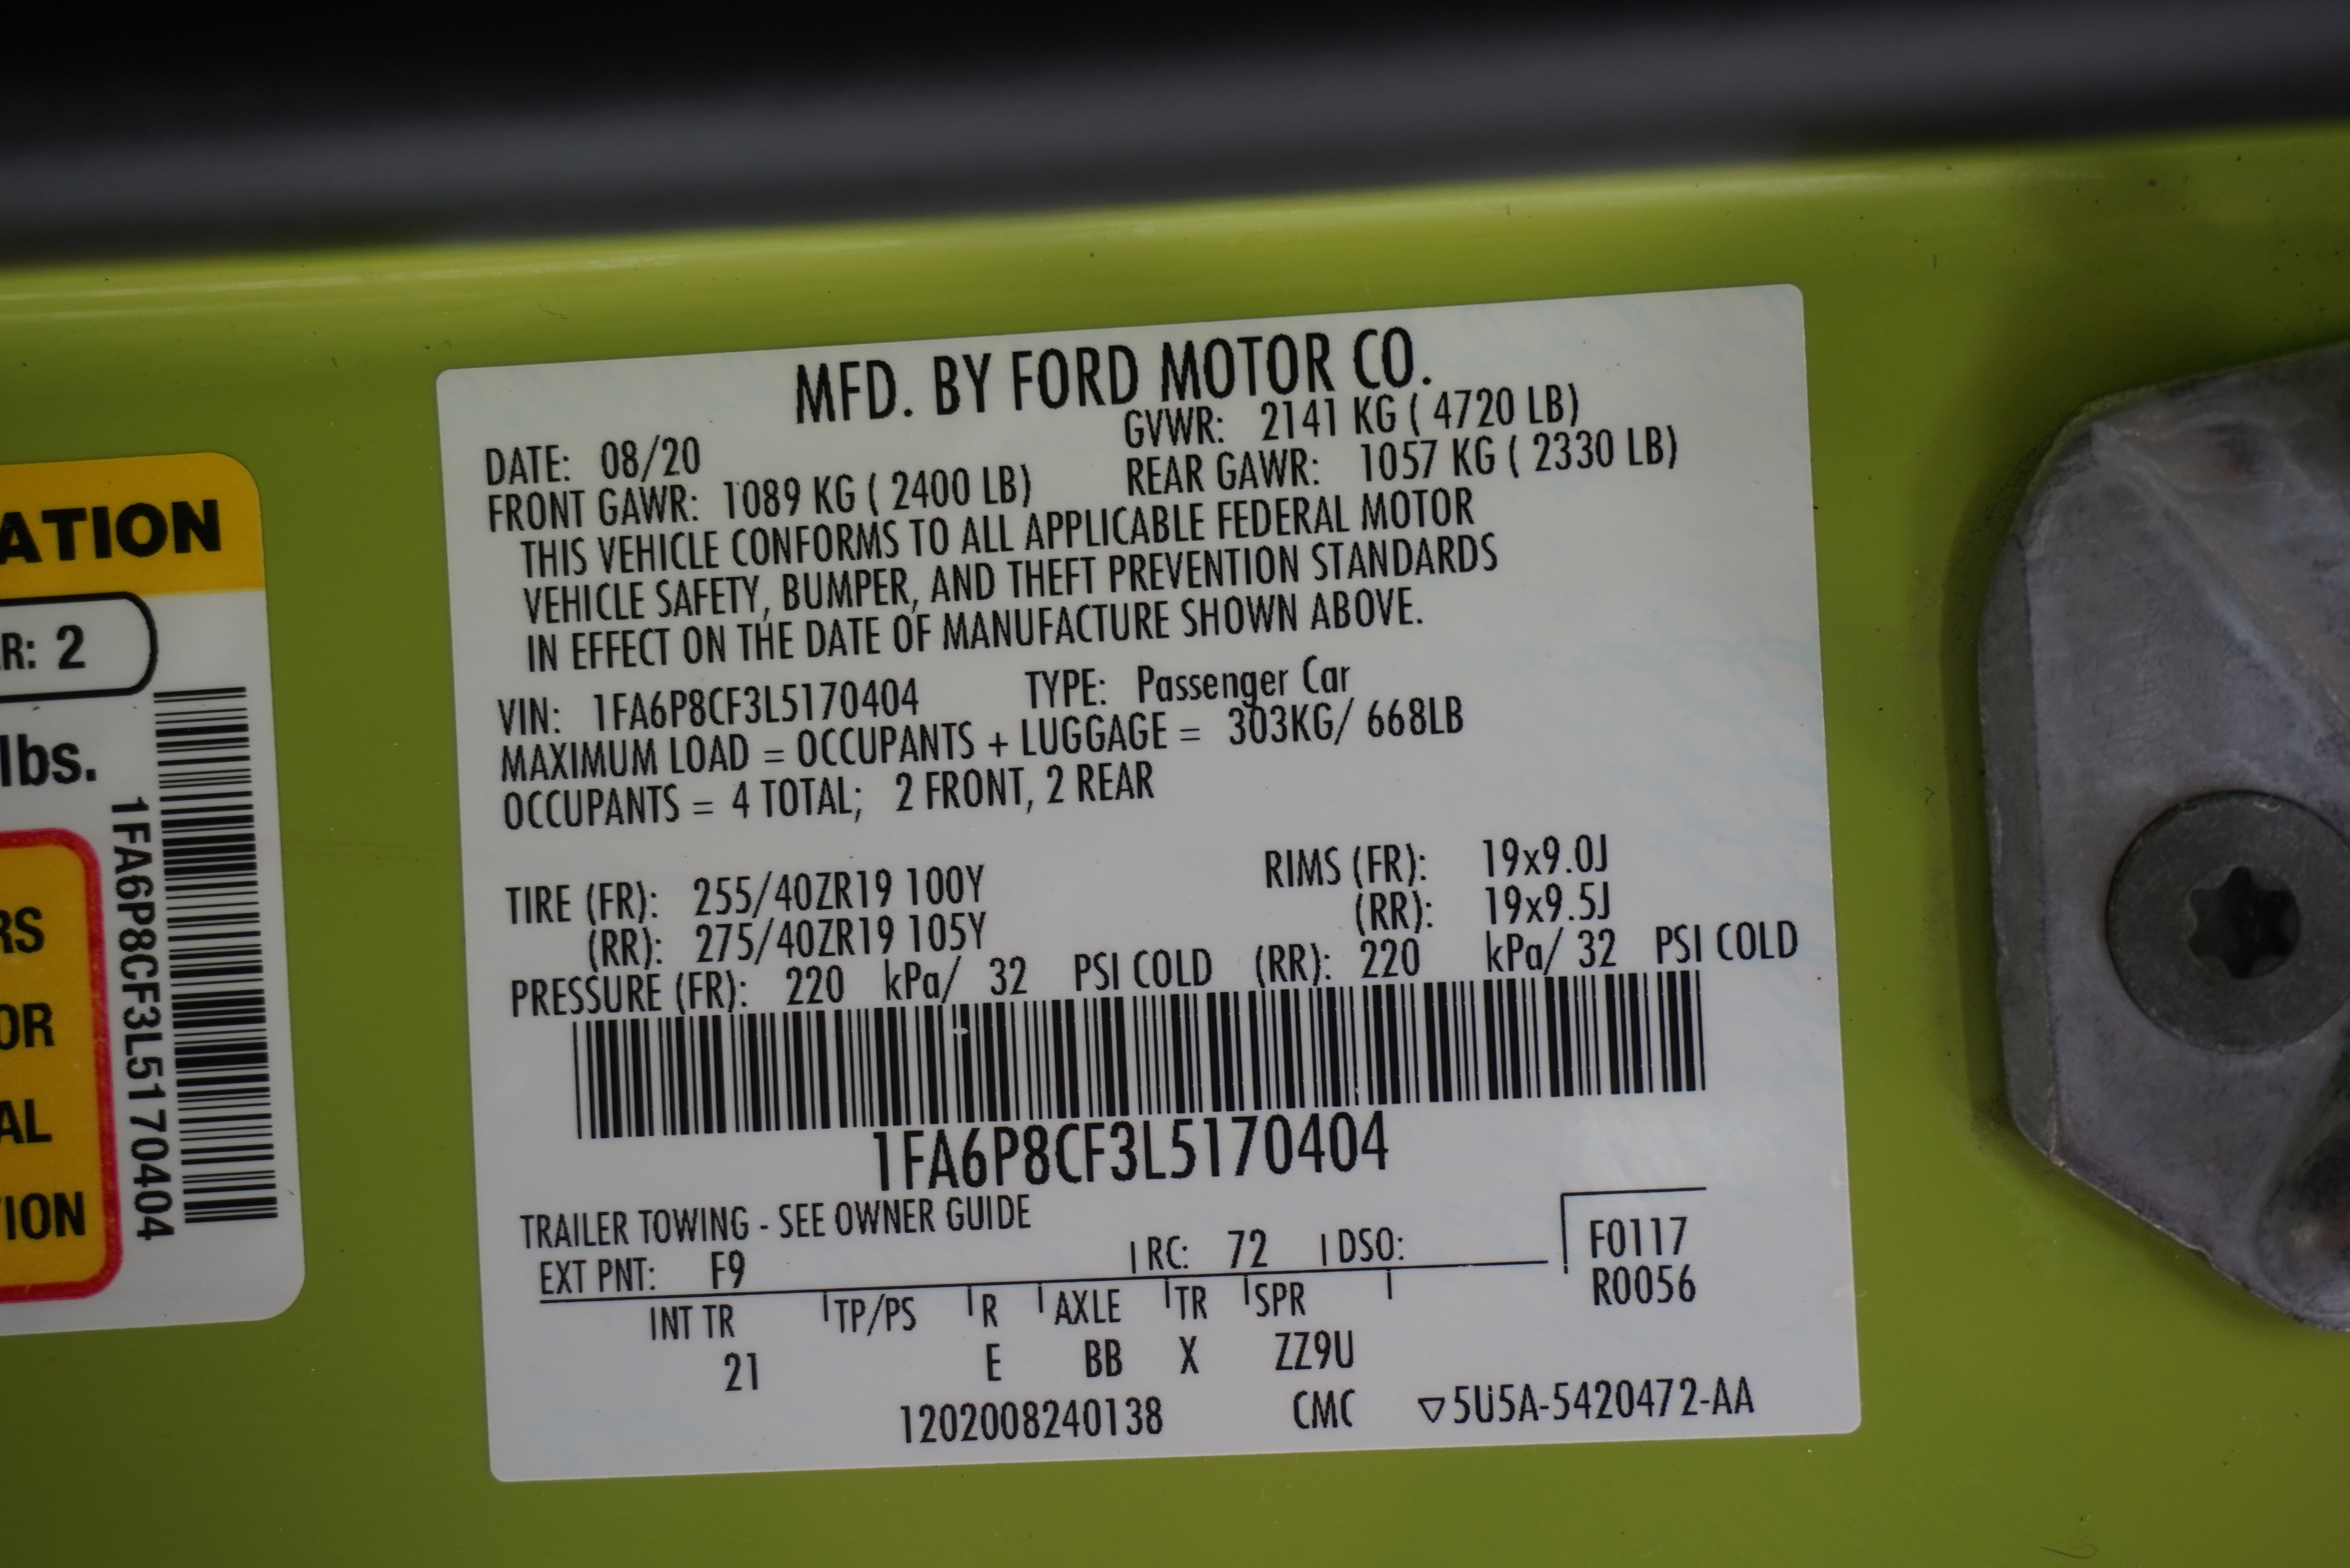 MFD. BY FORD MOTOR CO.
DATE: 08/20 GVWR: 2141 KG ( 4720 LB)
FRONT GAWR: 1089 KG ( 2400 LB) REAR GAWR: 1057 KG ( 2330 LB)
THIS VEHICLE CONFORMS TO ALL APPLICABLE FEDERAL MOTOR
VEHICLE SAFETY, BUMPER, AND THEFT PREVENTION STANDARDS
IN EFFECT ON THE DATE OF MANUFACTURE SHOWN ABOVE.
VIN: 1FA6P8CF3L5170404 TYPE: Passenger Car
MAXIMUM LOAD = OCCUPANTS + LUGGAGE = 303KG/ 668LB
OCCUPANTS = 4 TOTAL; 2 FRONT, 2 REAR
TIRE (FR): 255/40ZR19 100Y RIMS (FR): 19x9.0J
(RR): 275/40ZR19 105Y (RR): 19x9.5J
PRESSURE (FR): 220 kPa/ 32 PSI COLD (RR): 220 kPa/ 32 PSI COLD
1FA6P8CF3L5170404
TRAILER TOWING - SEE OWNER GUIDE
EXT PNT: F9 RC: 72 DSO: F0117
R0056
INT TR TP/PS R AXLE TR SPR
21 E BB X ZZ9U
1202008240138 CMC ▽5U5A-5420472-AA
ATION
R: 2
lbs.
1FA6P8CF3L5170404
RS
OR
AL
TION